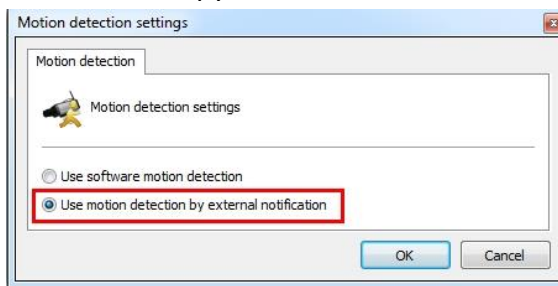 Motion detection settings
Motion detection
Motion detection settings
Use software motion detection
Use motion detection by external notification
OK
Cancel